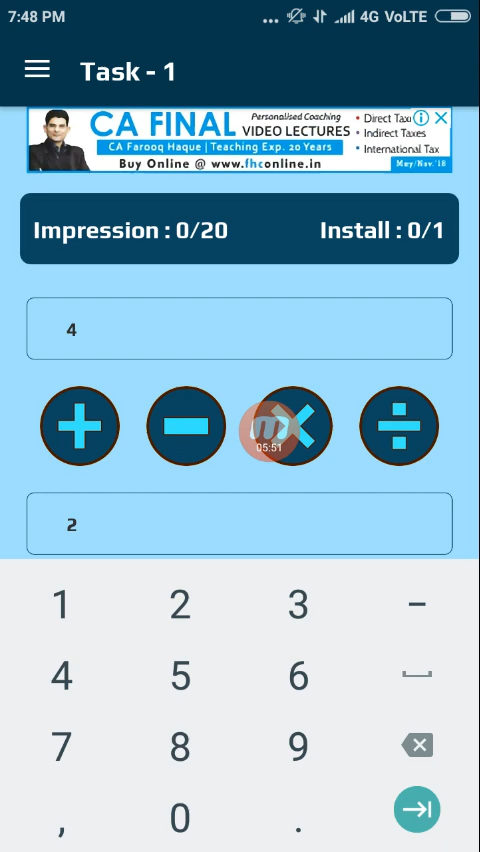 7:48 PM ... 4G VoLTE
Task - 1
CA FINAL Personalised Coaching
VIDEO LECTURES
CA Farooq Haque | Teaching Exp. 20 Years
Buy Online @ www.fhconline.in
• Direct Tax
• Indirect Taxes
• International Tax
May/Nov.'18
Impression : 0/20 Install : 0/1
4
+ − × ÷
m
05:51
2
1 2 3 −
4 5 6
7 8 9
, 0 .